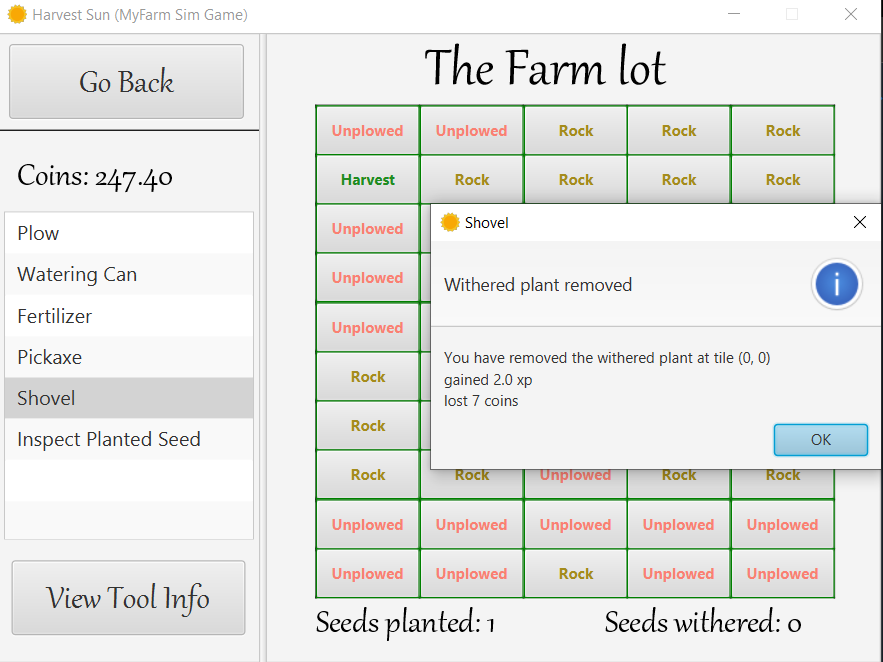 Harvest Sun (MyFarm Sim Game)
Go Back
Coins: 247.40
Plow
Watering Can
Fertilizer
Pickaxe
Shovel
Inspect Planted Seed
View Tool Info
The Farm lot
Unplowed Unplowed Rock Rock Rock
Harvest Rock Rock Rock Rock
Unplowed
Unplowed
Unplowed
Rock
Rock
Rock Rock Unplowed Rock Rock
Unplowed Unplowed Unplowed Unplowed Unplowed
Unplowed Unplowed Rock Unplowed Unplowed
Seeds planted: 1 Seeds withered: 0
Shovel
Withered plant removed
You have removed the withered plant at tile (0, 0)
gained 2.0 xp
lost 7 coins
OK